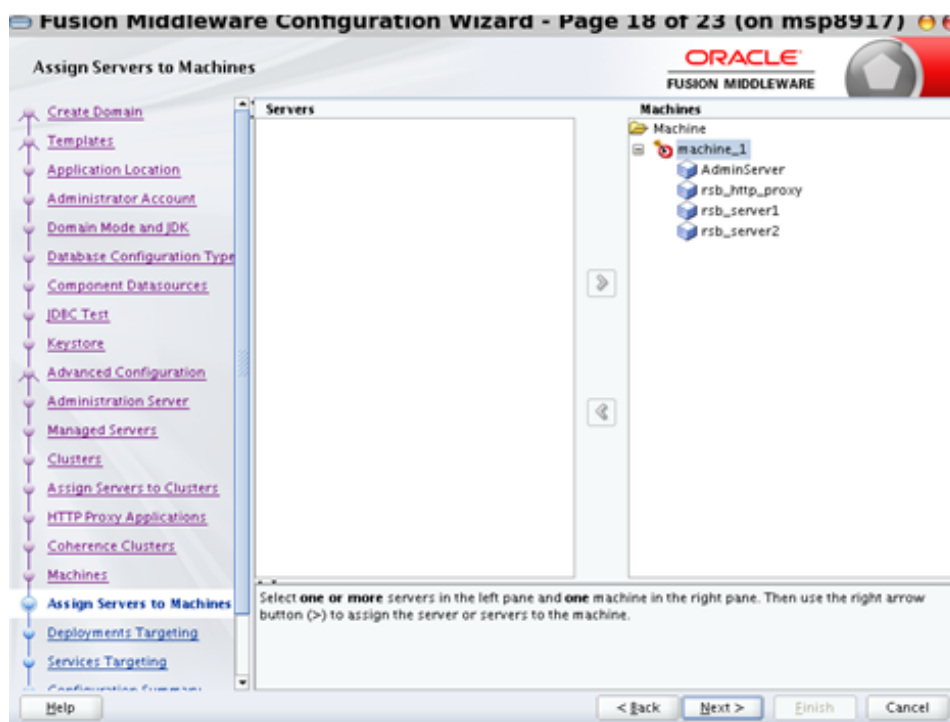 Fusion Middleware Configuration Wizard - Page 18 of 23 (on msp8917)
Assign Servers to Machines
ORACLE
FUSION MIDDLEWARE
Create Domain
Templates
Application Location
Administrator Account
Domain Mode and JDK
Database Configuration Type
Component Datasources
JDBC Test
Keystore
Advanced Configuration
Administration Server
Managed Servers
Clusters
Assign Servers to Clusters
HTTP Proxy Applications
Coherence Clusters
Machines
Assign Servers to Machines
Deployments Targeting
Services Targeting
Configuration Summary
Servers
Machines
Machine
machine_1
AdminServer
rsb_http_proxy
rsb_server1
rsb_server2
Select one or more servers in the left pane and one machine in the right pane. Then use the right arrow
button (>) to assign the server or servers to the machine.
Help
< Back
Next >
Finish
Cancel